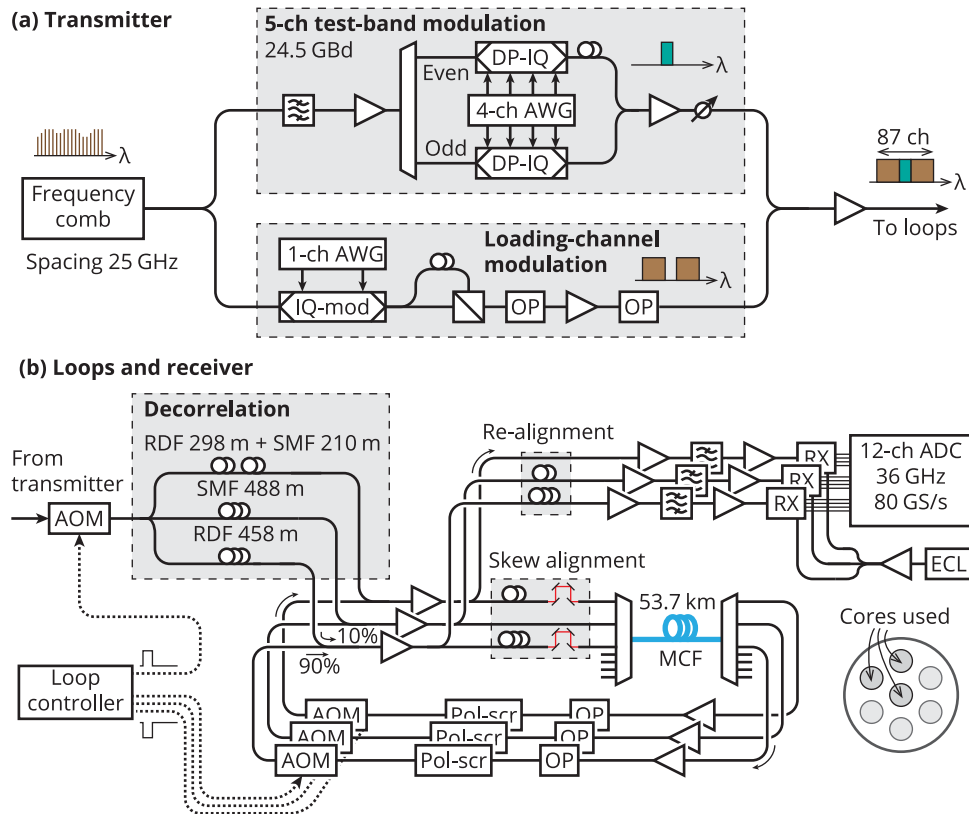 (a) Transmitter
5-ch test-band modulation
24.5 GBd
DP-IQ
Even
λ
4-ch AWG
Odd
DP-IQ
λ
87 ch
λ
Frequency
comb
To loops
Spacing 25 GHz
1-ch AWG
Loading-channel
modulation
λ
IQ-mod
OP
OP
(b) Loops and receiver
Decorrelation
RDF 298 m + SMF 210 m
SMF 488 m
RDF 458 m
From
transmitter
AOM
Re-alignment
RX
RX
RX
12-ch ADC
36 GHz
80 GS/s
ECL
Skew alignment
53.7 km
MCF
10%
90%
Cores used
Loop
controller
AOM
Pol-scr
OP
AOM
Pol-scr
OP
AOM
Pol-scr
OP